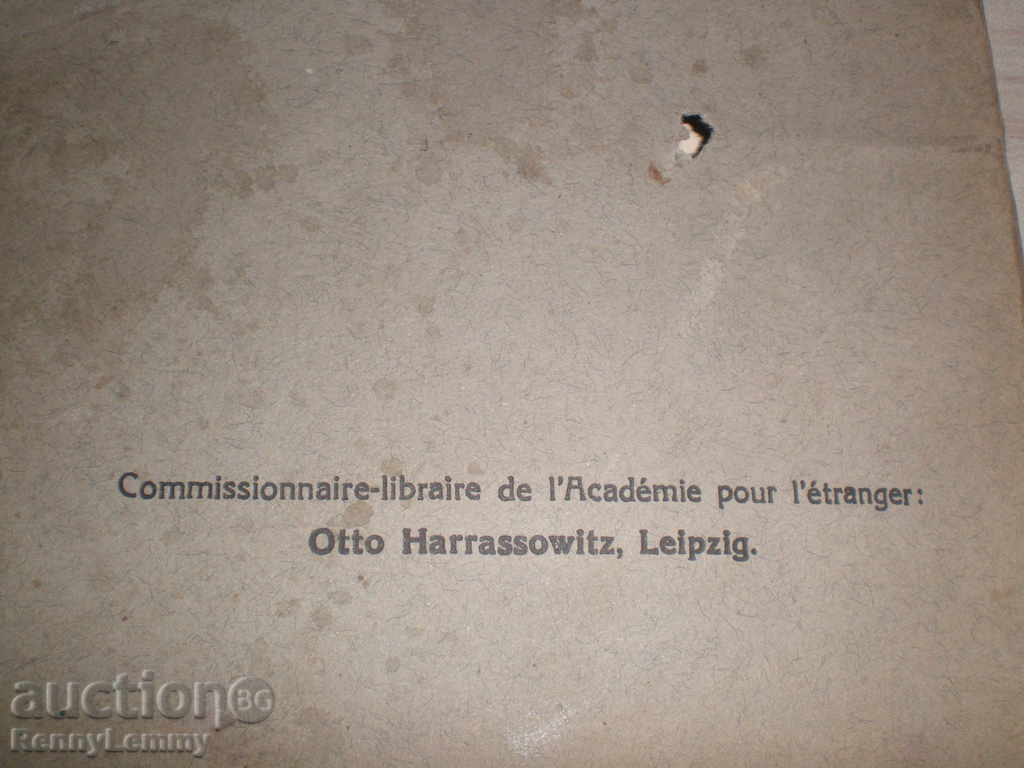 Commissionnaire-libraire de l'Académie pour l'étranger:
Otto Harrassowitz, Leipzig.
auctionBG
RennyLemmy